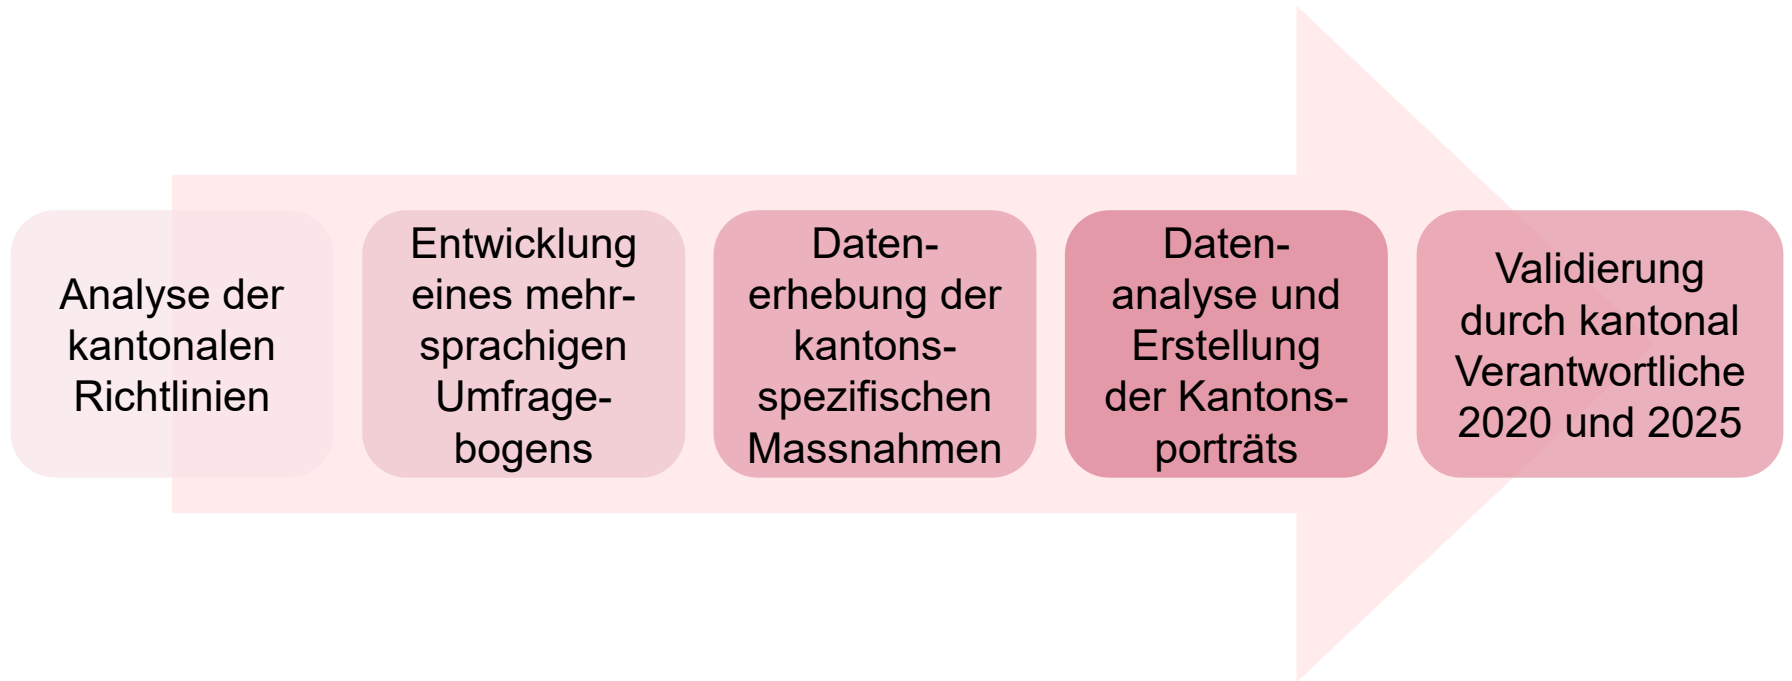 Analyse der
kantonalen
Richtlinien
Entwicklung
eines mehr-
sprachigen
Umfrage-
bogens
Daten-
erhebung der
kantons-
spezifischen
Massnahmen
Daten-
analyse und
Erstellung
der Kantons-
porträts
Validierung
durch kantonal
Verantwortliche
2020 und 2025